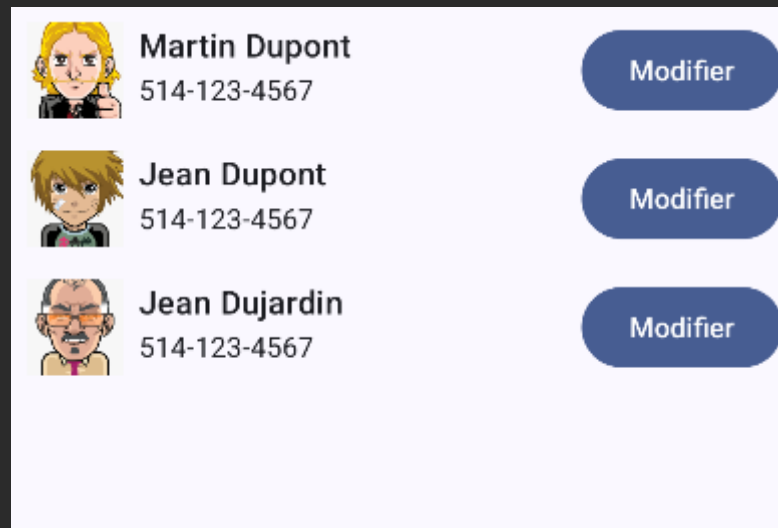 Martin Dupont
514-123-4567
Modifier
Jean Dupont
514-123-4567
Modifier
Jean Dujardin
514-123-4567
Modifier